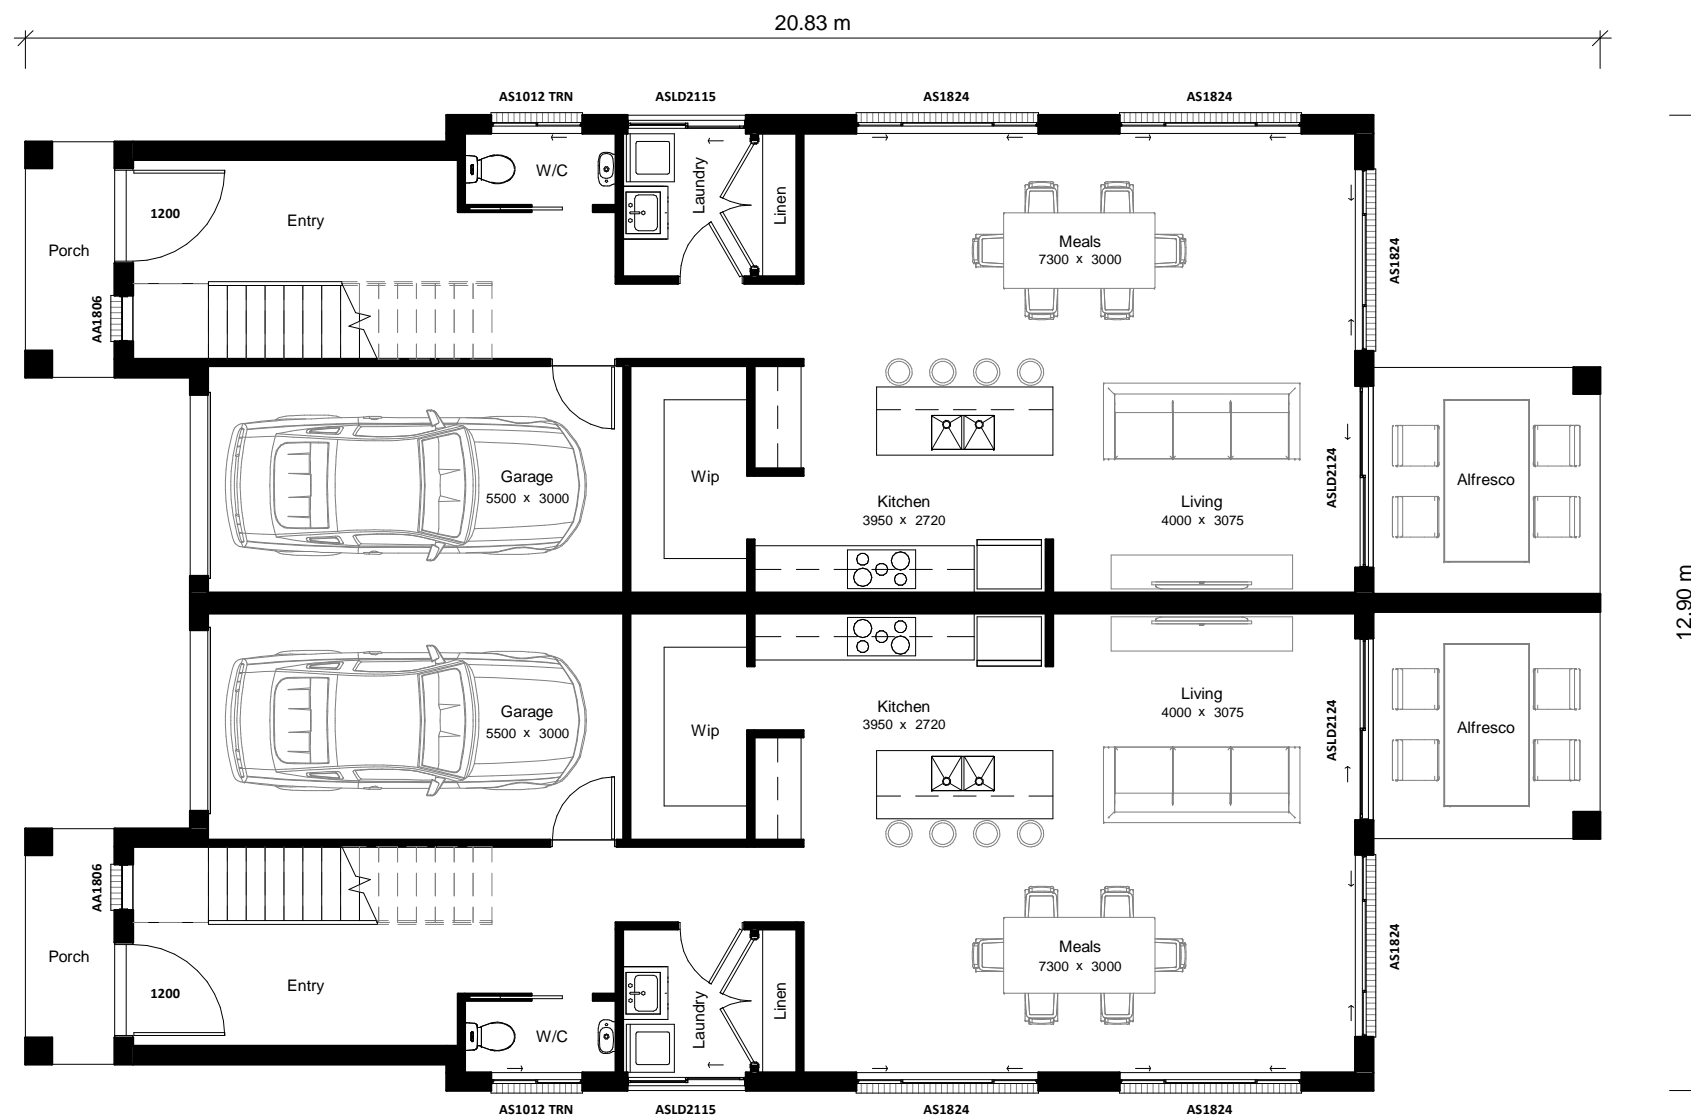 20.83 m
AS1012 TRN
ASLD2115
AS1824
AS1824
W/C
Laundry
Linen
1200
Entry
Porch
Meals
7300 x 3000
AS1824
AA1806
12.90 m
Garage
5500 x 3000
Wip
Kitchen
3950 x 2720
Living
4000 x 3075
ASLD2124
Alfresco
Garage
5500 x 3000
Wip
Kitchen
3950 x 2720
Living
4000 x 3075
ASLD2124
Alfresco
AA1806
Porch
1200
Entry
Meals
7300 x 3000
AS1824
Laundry
Linen
W/C
AS1012 TRN
ASLD2115
AS1824
AS1824